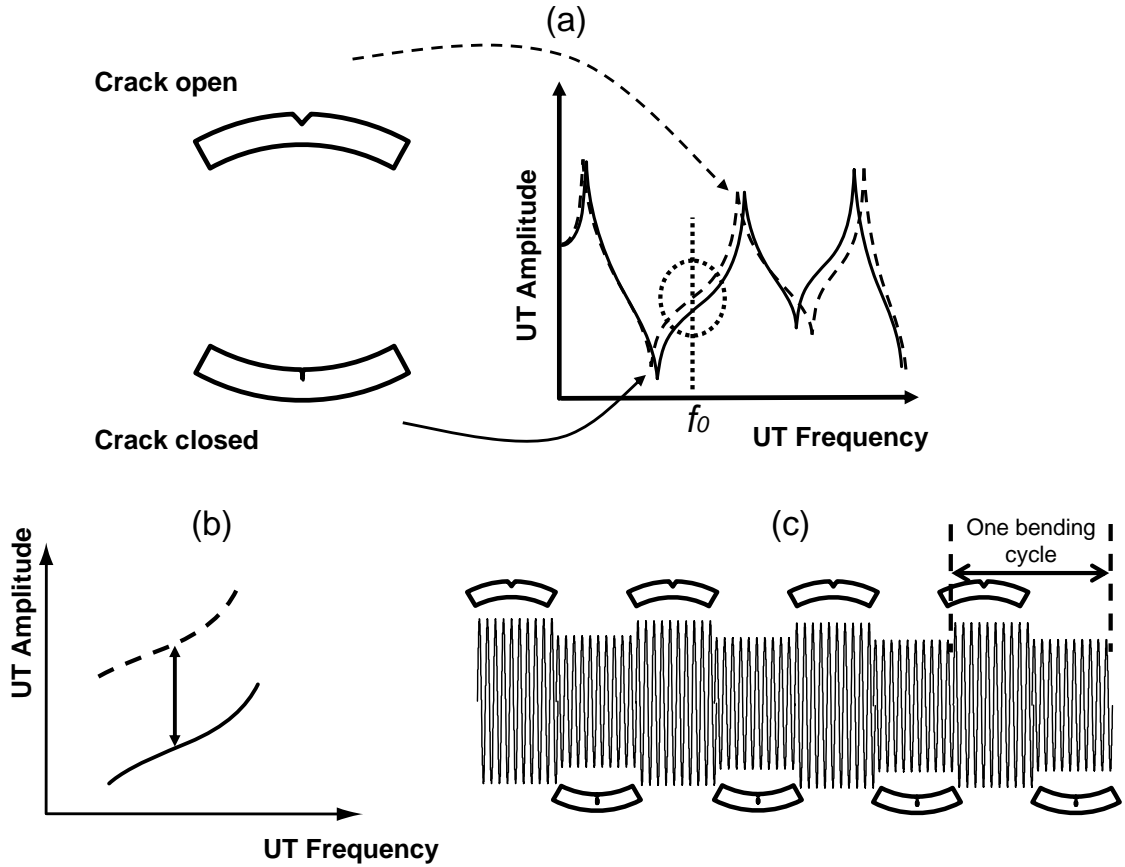 (a)
Crack open
UT Amplitude
f0
UT Frequency
Crack closed
(b)
UT Amplitude
UT Frequency
(c)
One bending
cycle